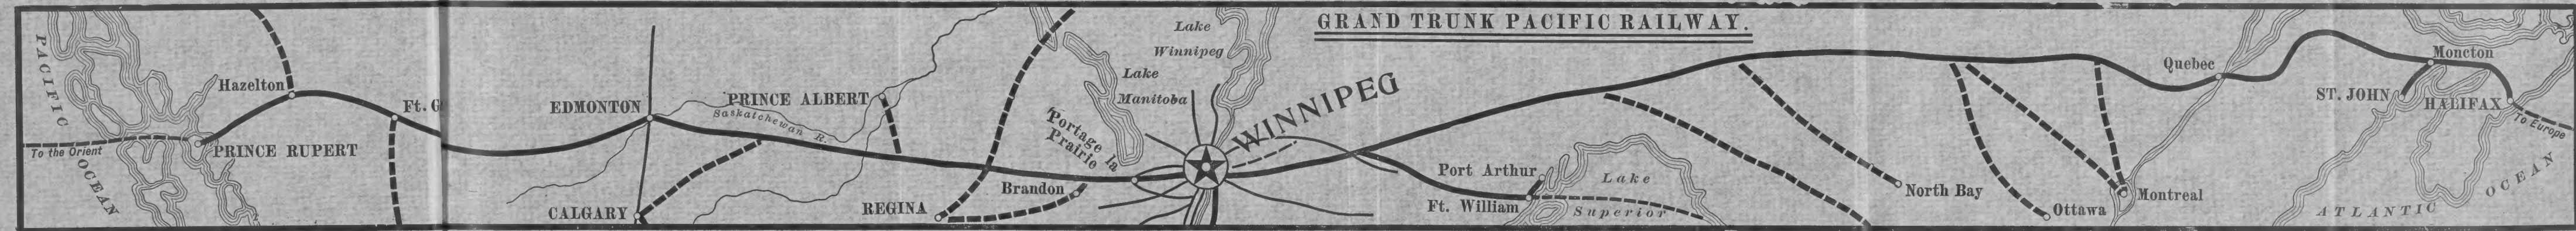 GRAND TRUNK PACIFIC RAILWAY.
PACIFIC
OCEAN
To the Orient
PRINCE RUPERT
Hazelton
Ft. G
EDMONTON
CALGARY
PRINCE ALBERT
Saskatchewan R.
REGINA
Brandon
Portage la
Prairie
Lake
Winnipeg
Lake
Manitoba
WINNIPEG
Port Arthur
Ft. William
Lake
Superior
North Bay
Ottawa
Montreal
Quebec
Moncton
ST. JOHN
HALIFAX
To Europe
ATLANTIC
OCEAN